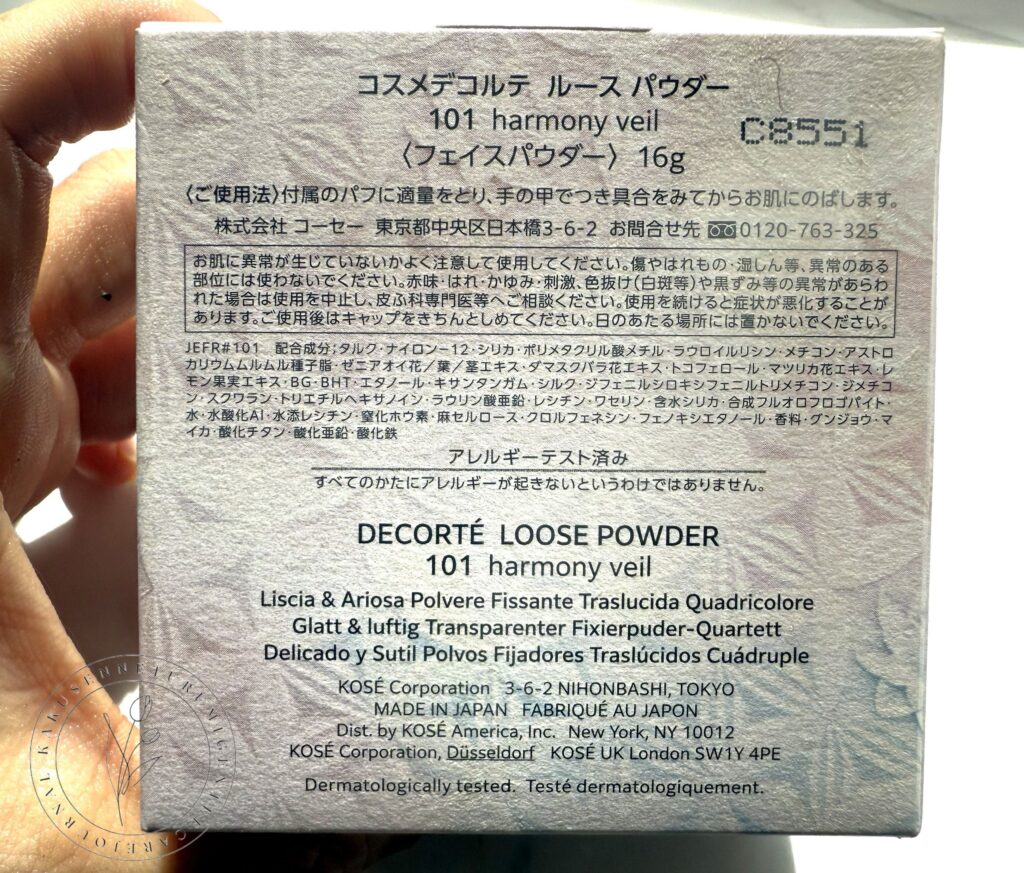 コスメデコルテ ルース パウダー
101 harmony veil
C8551
〈フェイスパウダー〉 16g
〈ご使用法〉付属のパフに適量をとり、手の甲でつき具合をみてからお肌にのばします。
株式会社 コーセー 東京都中央区日本橋3-6-2 お問合せ先 0120-763-325
お肌に異常が生じていないかよく注意して使用してください。傷やはれもの・湿しん等、異常のある
部位には使わないでください。赤味・はれ・かゆみ・刺激、色抜け(白斑等)や黒ずみ等の異常があらわ
れた場合は使用を中止し、皮ふ科専門医等へご相談ください。使用を続けると症状が悪化することが
あります。ご使用後はキャップをきちんとしめてください。日のあたる場所には置かないでください。
JEFR#101 配合成分;タルク・ナイロン-12・シリカ・ポリメタクリル酸メチル・ラウロイルリシン・メチコン・アストロ
カリウムムルムル種子脂・ゼニアオイ花/葉/茎エキス・ダマスクバラ花エキス・トコフェロール・マツリカ花エキス・レ
モン果実エキス・BG・BHT・エタノール・キサンタンガム・シルク・ジフェニルシロキシフェニルトリメチコン・ジメチコ
ン・スクワラン・トリエチルヘキサノイン・ラウリン酸亜鉛・レシチン・ワセリン・含水シリカ・合成フルオロフロゴパイト・
水・水酸化Al・水添レシチン・窒化ホウ素・麻セルロース・クロルフェネシン・フェノキシエタノール・香料・グンジョウ・マ
イカ・酸化チタン・酸化亜鉛・酸化鉄
アレルギーテスト済み
すべてのかたにアレルギーが起きないというわけではありません。
DECORTÉ LOOSE POWDER
101 harmony veil
Liscia & Ariosa Polvere Fissante Traslucida Quadricolore
Glatt & luftig Transparenter Fixierpuder-Quartett
Delicado y Sutil Polvos Fijadores Traslúcidos Cuádruple
KOSÉ Corporation 3-6-2 NIHONBASHI, TOKYO
MADE IN JAPAN FABRIQUÉ AU JAPON
Dist. by KOSÉ America, Inc. New York, NY 10012
KOSÉ Corporation, Düsseldorf KOSÉ UK London SW1Y 4PE
Dermatologically tested. Testé dermatologiquement.